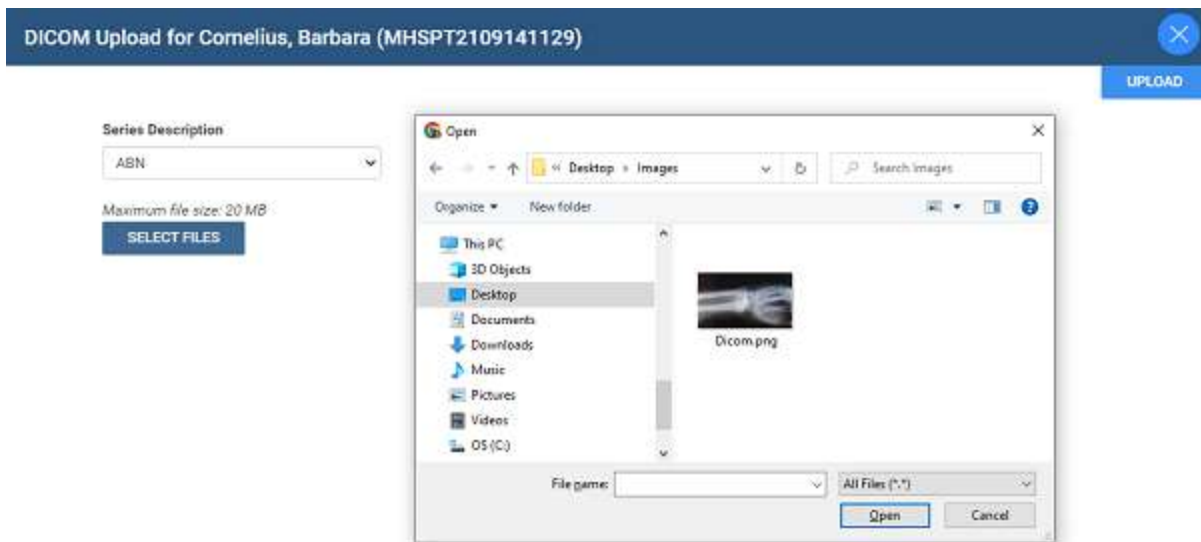 DICOM Upload for Cornelius, Barbara (MHSPT2109141129)
UPLOAD
Series Description
ABN
Maximum file size: 20 MB
SELECT FILES
Open
« Desktop › Images
Search Images
Organize
New folder
This PC
3D Objects
Desktop
Documents
Downloads
Music
Pictures
Videos
OS (C:)
Dicom.png
File name:
All Files (*.*)
Open
Cancel